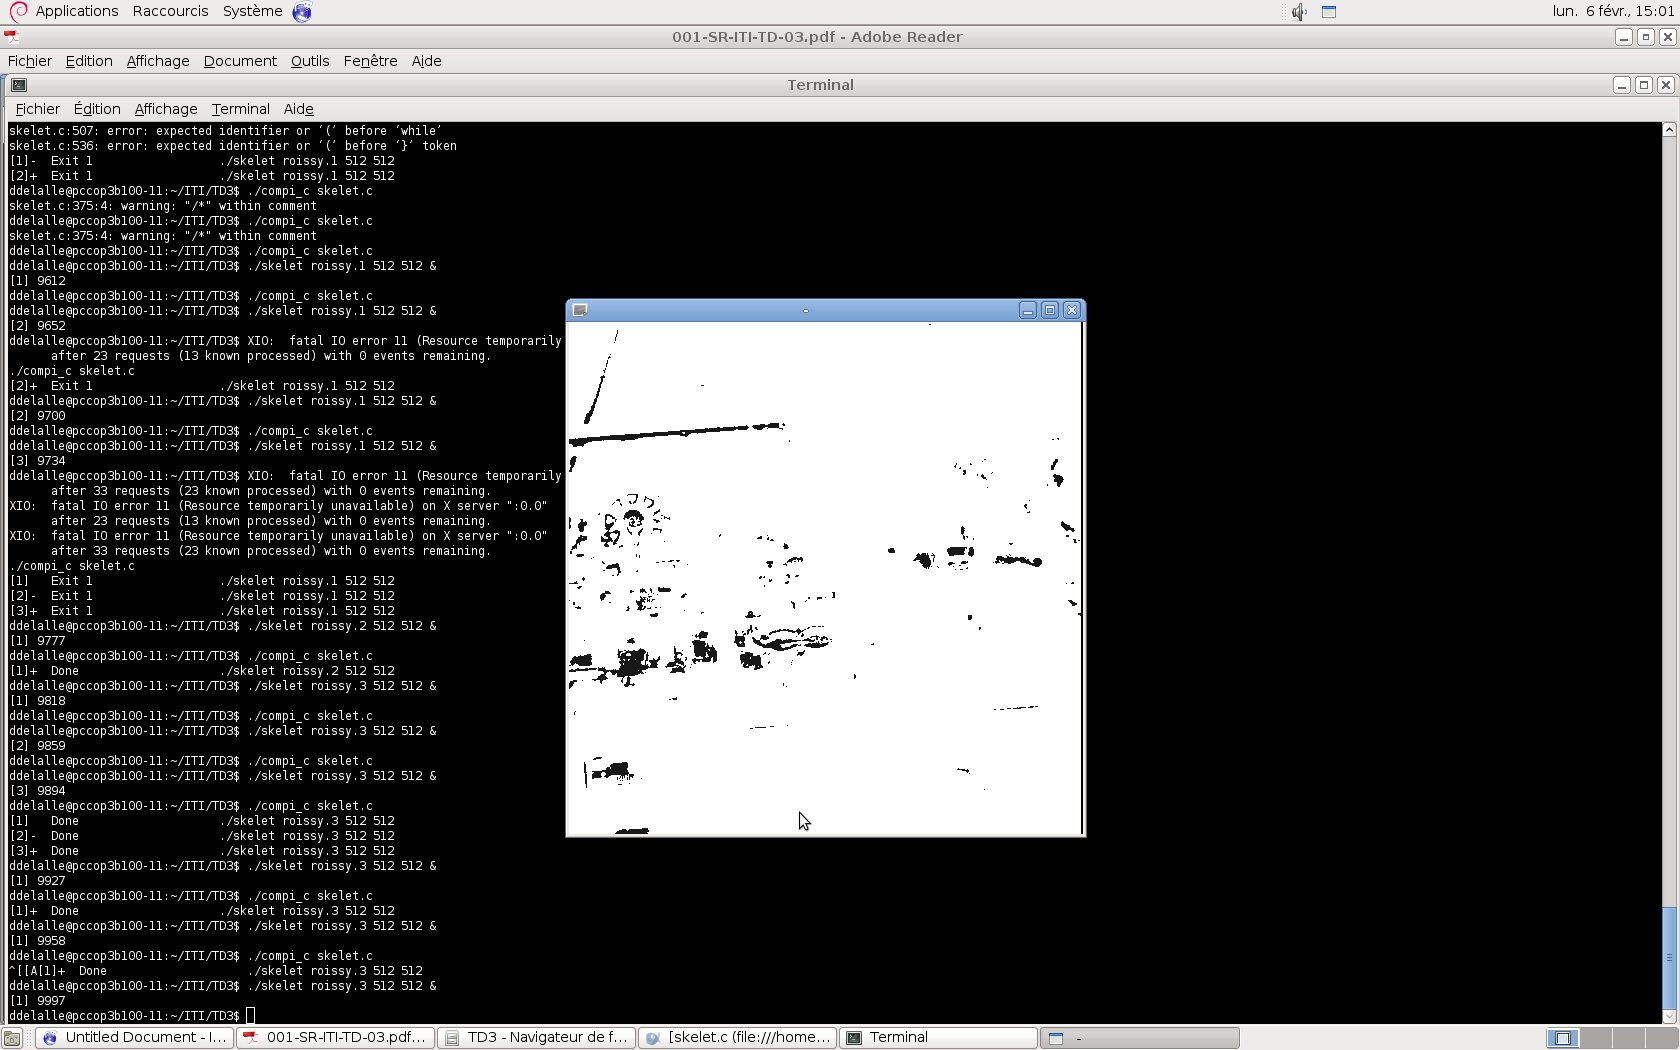 Applications Raccourcis Système lun. 6 févr., 15:01
001-SR-ITI-TD-03.pdf - Adobe Reader
Fichier Edition Affichage Document Outils Fenêtre Aide
Terminal
Fichier Édition Affichage Terminal Aide
skelet.c:507: error: expected identifier or ‘(’ before ‘while’
skelet.c:536: error: expected identifier or ‘(’ before ‘}’ token
[1]-  Exit 1                  ./skelet roissy.1 512 512
[2]+  Exit 1                  ./skelet roissy.1 512 512
ddelalle@pccop3b100-11:~/ITI/TD3$ ./compi_c skelet.c
skelet.c:375:4: warning: "/*" within comment
ddelalle@pccop3b100-11:~/ITI/TD3$ ./compi_c skelet.c
skelet.c:375:4: warning: "/*" within comment
ddelalle@pccop3b100-11:~/ITI/TD3$ ./compi_c skelet.c
ddelalle@pccop3b100-11:~/ITI/TD3$ ./skelet roissy.1 512 512 &
[1] 9612
ddelalle@pccop3b100-11:~/ITI/TD3$ ./compi_c skelet.c
ddelalle@pccop3b100-11:~/ITI/TD3$ ./skelet roissy.1 512 512 &
[2] 9652
ddelalle@pccop3b100-11:~/ITI/TD3$ XIO:  fatal IO error 11 (Resource temporarily
      after 23 requests (13 known processed) with 0 events remaining.
./compi_c skelet.c
[2]+  Exit 1                  ./skelet roissy.1 512 512
ddelalle@pccop3b100-11:~/ITI/TD3$ ./skelet roissy.1 512 512 &
[2] 9700
ddelalle@pccop3b100-11:~/ITI/TD3$ ./compi_c skelet.c
ddelalle@pccop3b100-11:~/ITI/TD3$ ./skelet roissy.1 512 512 &
[3] 9734
ddelalle@pccop3b100-11:~/ITI/TD3$ XIO:  fatal IO error 11 (Resource temporarily
      after 33 requests (23 known processed) with 0 events remaining.
XIO:  fatal IO error 11 (Resource temporarily unavailable) on X server ":0.0"
      after 23 requests (13 known processed) with 0 events remaining.
XIO:  fatal IO error 11 (Resource temporarily unavailable) on X server ":0.0"
      after 33 requests (23 known processed) with 0 events remaining.
./compi_c skelet.c
[1]   Exit 1                  ./skelet roissy.1 512 512
[2]-  Exit 1                  ./skelet roissy.1 512 512
[3]+  Exit 1                  ./skelet roissy.1 512 512
ddelalle@pccop3b100-11:~/ITI/TD3$ ./skelet roissy.2 512 512 &
[1] 9777
ddelalle@pccop3b100-11:~/ITI/TD3$ ./compi_c skelet.c
[1]+  Done                    ./skelet roissy.2 512 512
ddelalle@pccop3b100-11:~/ITI/TD3$ ./skelet roissy.3 512 512 &
[1] 9818
ddelalle@pccop3b100-11:~/ITI/TD3$ ./compi_c skelet.c
ddelalle@pccop3b100-11:~/ITI/TD3$ ./skelet roissy.3 512 512 &
[2] 9859
ddelalle@pccop3b100-11:~/ITI/TD3$ ./compi_c skelet.c
ddelalle@pccop3b100-11:~/ITI/TD3$ ./skelet roissy.3 512 512 &
[3] 9894
ddelalle@pccop3b100-11:~/ITI/TD3$ ./compi_c skelet.c
[1]   Done                    ./skelet roissy.3 512 512
[2]-  Done                    ./skelet roissy.3 512 512
[3]+  Done                    ./skelet roissy.3 512 512
ddelalle@pccop3b100-11:~/ITI/TD3$ ./skelet roissy.3 512 512 &
[1] 9927
ddelalle@pccop3b100-11:~/ITI/TD3$ ./compi_c skelet.c
[1]+  Done                    ./skelet roissy.3 512 512
ddelalle@pccop3b100-11:~/ITI/TD3$ ./skelet roissy.3 512 512 &
[1] 9958
ddelalle@pccop3b100-11:~/ITI/TD3$ ./compi_c skelet.c
^[[A[1]+  Done                    ./skelet roissy.3 512 512
ddelalle@pccop3b100-11:~/ITI/TD3$ ./skelet roissy.3 512 512 &
[1] 9997
ddelalle@pccop3b100-11:~/ITI/TD3$
Untitled Document - I... 001-SR-ITI-TD-03.pdf... TD3 - Navigateur de f... [skelet.c (file:///home... Terminal -